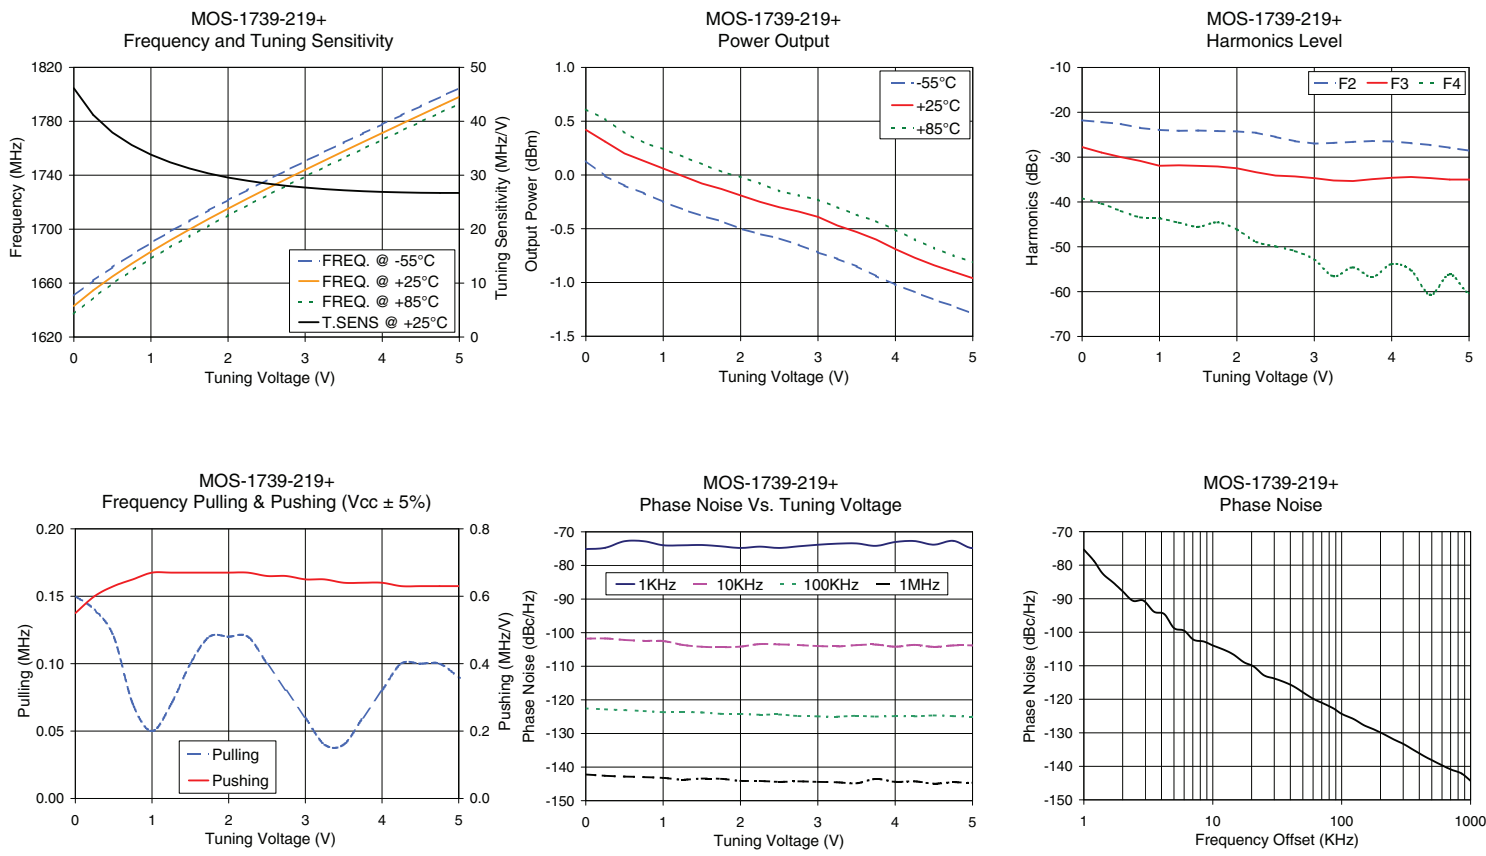 MOS-1739-219+
Frequency and Tuning Sensitivity
1820
1780
1740
1700
1660
1620
50
40
30
20
10
0
Frequency (MHz)
Tuning Sensitivity (MHz/V)
FREQ. @ -55°C
FREQ. @ +25°C
FREQ. @ +85°C
T.SENS @ +25°C
0 1 2 3 4 5
Tuning Voltage (V)
MOS-1739-219+
Power Output
1.0
0.5
0.0
-0.5
-1.0
-1.5
Output Power (dBm)
-55°C
+25°C
+85°C
0 1 2 3 4 5
Tuning Voltage (V)
MOS-1739-219+
Harmonics Level
-10
-20
-30
-40
-50
-60
-70
Harmonics (dBc)
F2 F3 F4
0 1 2 3 4 5
Tuning Voltage (V)
MOS-1739-219+
Frequency Pulling & Pushing (Vcc ± 5%)
0.20
0.15
0.10
0.05
0.00
0.8
0.6
0.4
0.2
0.0
Pulling (MHz)
Pushing (MHz/V)
Pulling
Pushing
0 1 2 3 4 5
Tuning Voltage (V)
MOS-1739-219+
Phase Noise Vs. Tuning Voltage
-70
-80
-90
-100
-110
-120
-130
-140
-150
Phase Noise (dBc/Hz)
1KHz 10KHz 100KHz 1MHz
0 1 2 3 4 5
Tuning Voltage (V)
MOS-1739-219+
Phase Noise
-70
-80
-90
-100
-110
-120
-130
-140
-150
Phase Noise (dBc/Hz)
1 10 100 1000
Frequency Offset (KHz)